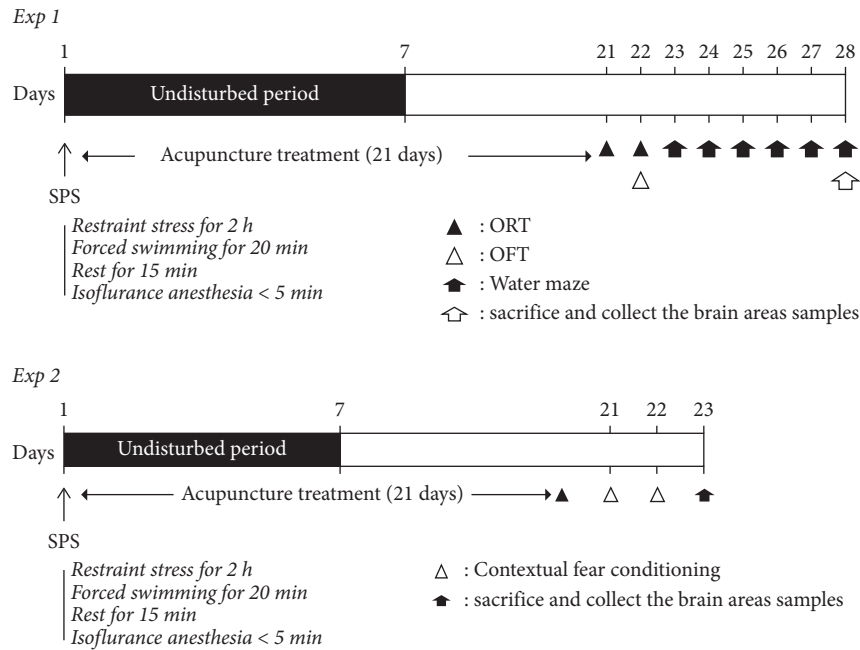 Exp 1
1 7 21 22 23 24 25 26 27 28
Days Undisturbed period
Acupuncture treatment (21 days)
SPS
Restraint stress for 2 h
Forced swimming for 20 min
Rest for 15 min
Isoflurance anesthesia < 5 min
: ORT
: OFT
: Water maze
: sacrifice and collect the brain areas samples
Exp 2
1 7 21 22 23
Days Undisturbed period
Acupuncture treatment (21 days)
SPS
Restraint stress for 2 h
Forced swimming for 20 min
Rest for 15 min
Isoflurance anesthesia < 5 min
: Contextual fear conditioning
: sacrifice and collect the brain areas samples